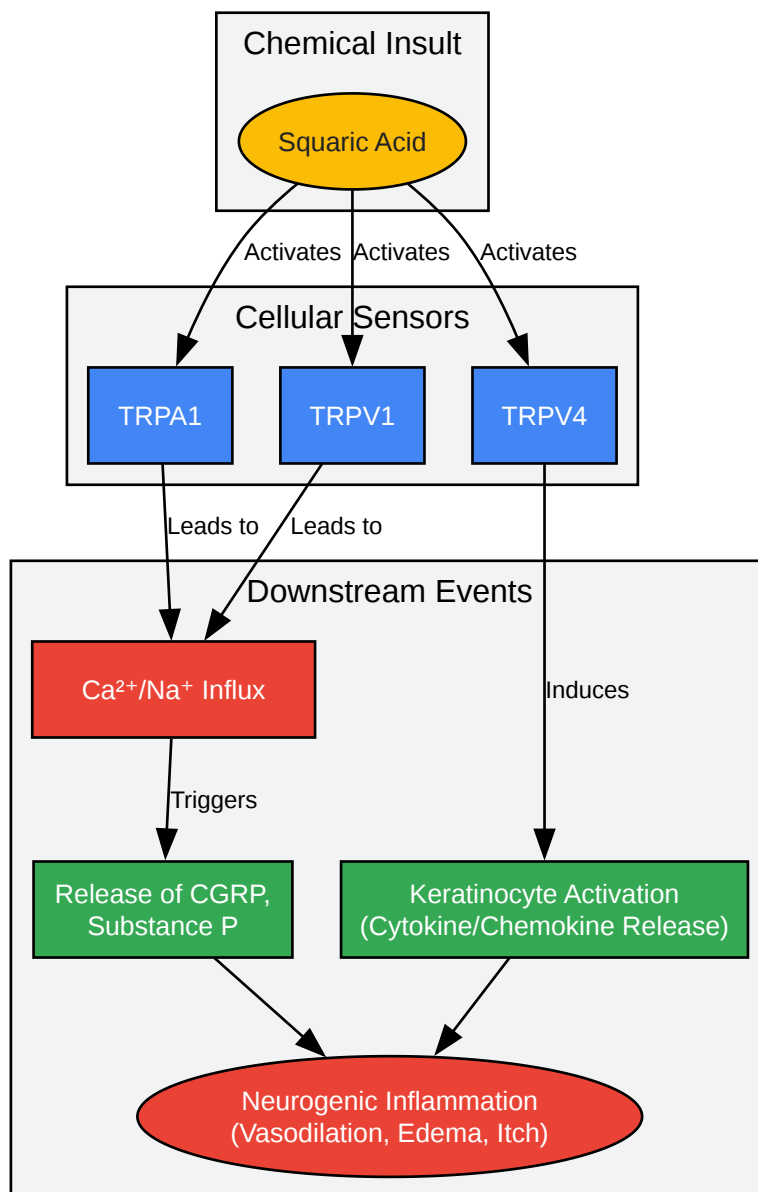 Chemical Insult
Squaric Acid
Activates
Activates
Activates
Cellular Sensors
TRPA1
TRPV1
TRPV4
Leads to
Leads to
Downstream Events
Ca²⁺/Na⁺ Influx
Induces
Triggers
Release of CGRP,
Substance P
Keratinocyte Activation
(Cytokine/Chemokine Release)
Neurogenic Inflammation
(Vasodilation, Edema, Itch)